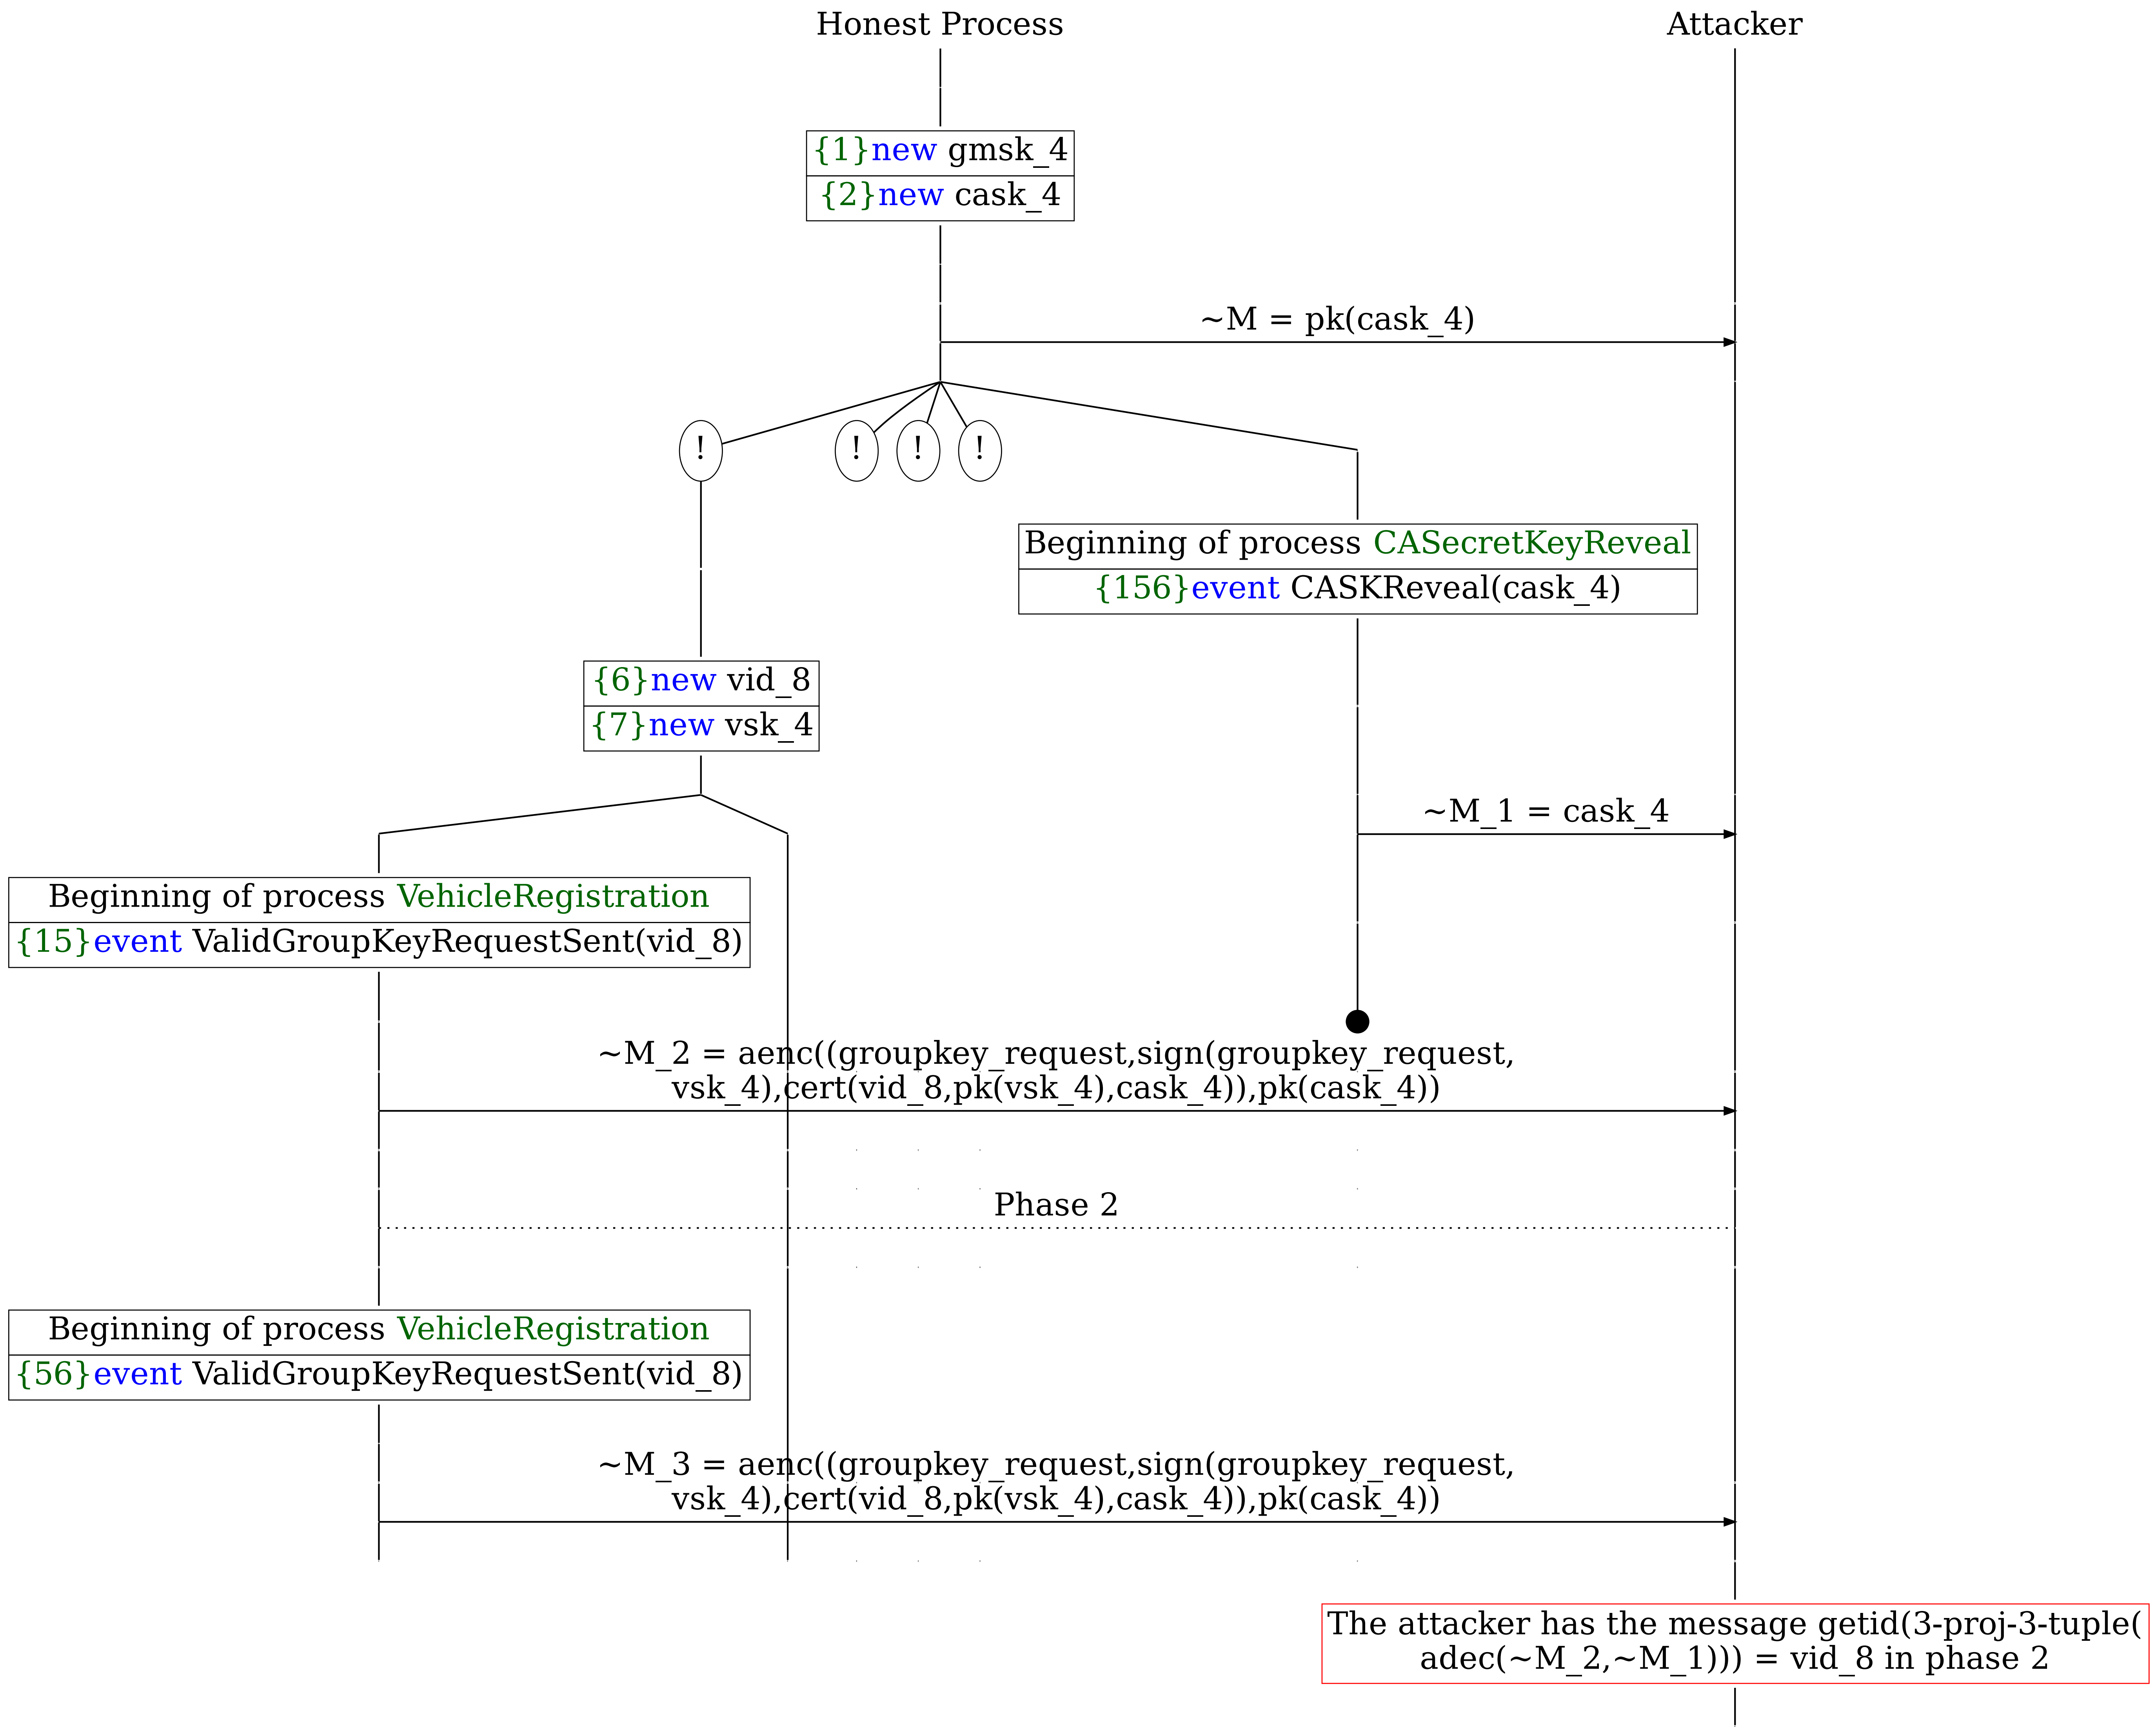 Honest Process
Attacker
{1}new gmsk_4
{2}new cask_4
~M = pk(cask_4)
!
!
!
!
Beginning of process CASecretKeyReveal
{156}event CASKReveal(cask_4)
{6}new vid_8
{7}new vsk_4
~M_1 = cask_4
Beginning of process VehicleRegistration
{15}event ValidGroupKeyRequestSent(vid_8)
~M_2 = aenc((groupkey_request,sign(groupkey_request,
vsk_4),cert(vid_8,pk(vsk_4),cask_4)),pk(cask_4))
Phase 2
Beginning of process VehicleRegistration
{56}event ValidGroupKeyRequestSent(vid_8)
~M_3 = aenc((groupkey_request,sign(groupkey_request,
vsk_4),cert(vid_8,pk(vsk_4),cask_4)),pk(cask_4))
The attacker has the message getid(3-proj-3-tuple(
adec(~M_2,~M_1))) = vid_8 in phase 2